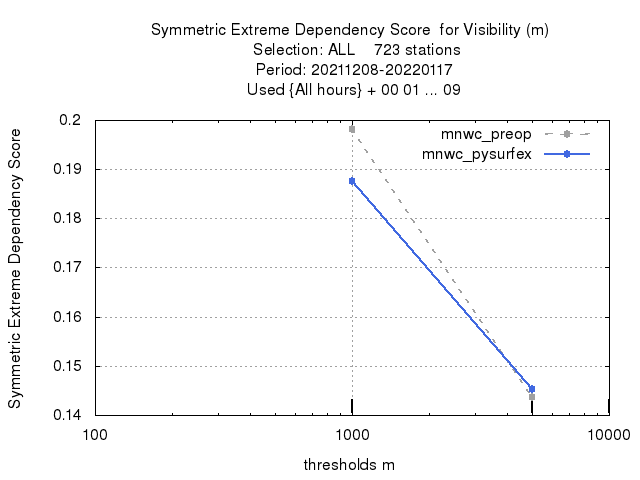 Symmetric Extreme Dependency Score  for Visibility (m)
Selection: ALL    723 stations
Period: 20211208-20220117
Used {All hours} + 00 01 ... 09
mnwc_preop
mnwc_pysurfex
Symmetric Extreme Dependency Score
0.2
0.19
0.18
0.17
0.16
0.15
0.14
100
1000
10000
thresholds m